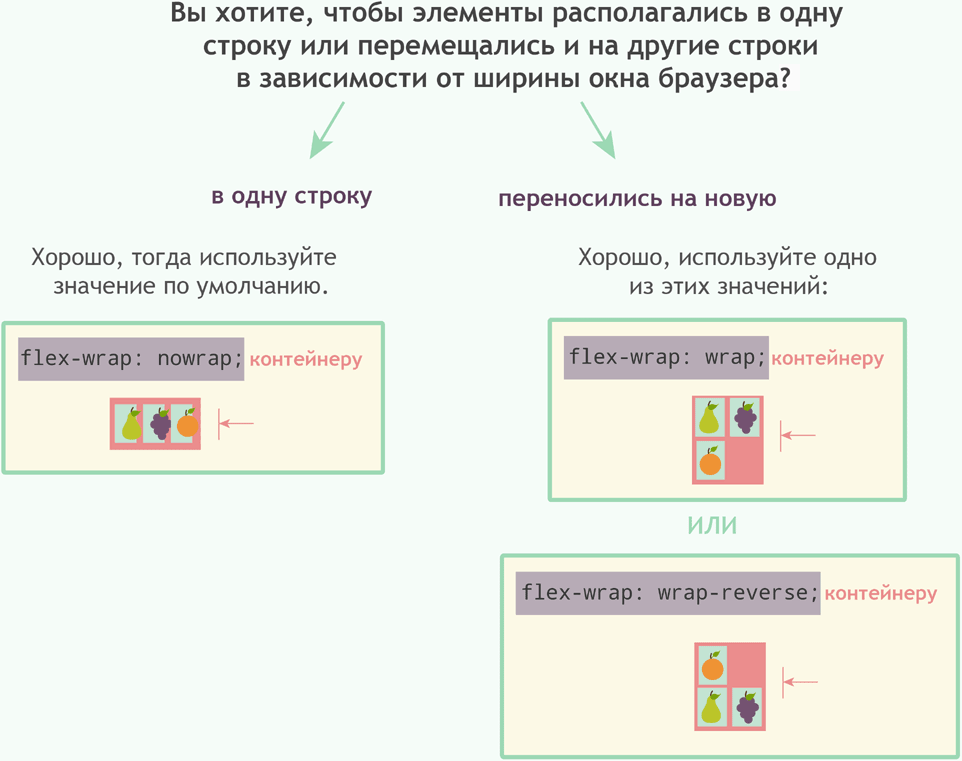 Вы хотите, чтобы элементы располагались в одну
строку или перемещались и на другие строки
в зависимости от ширины окна браузера?
в одну строку
Хорошо, тогда используйте
значение по умолчанию.
flex-wrap: nowrap; контейнеру
переносились на новую
Хорошо, используйте одно
из этих значений:
flex-wrap: wrap; контейнеру
ИЛИ
flex-wrap: wrap-reverse; контейнеру